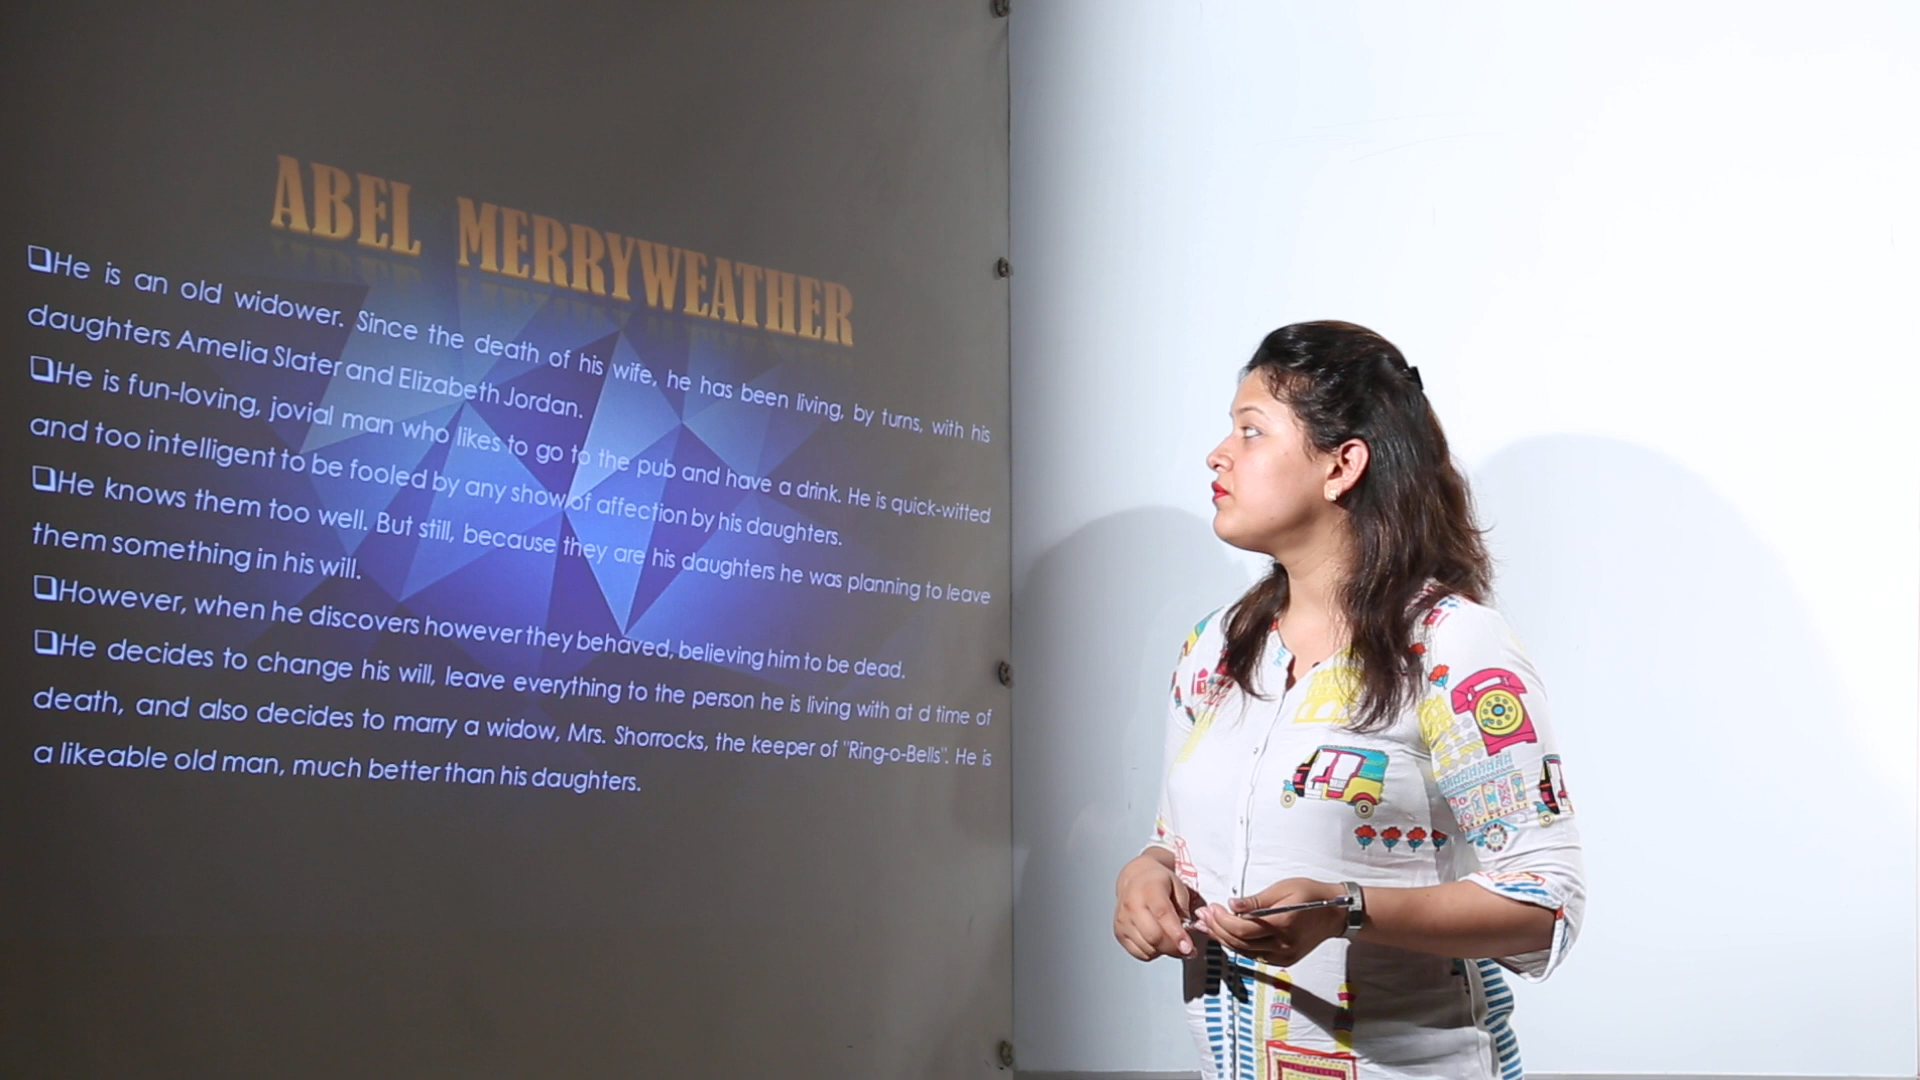 ABEL MERRYWEATHER
❑He is an old widower. Since the death of his wife, he has been living, by turns, with his
daughters Amelia Slater and Elizabeth Jordan.
❑He is fun-loving, jovial man who likes to go to the pub and have a drink. He is quick-witted
and too intelligent to be fooled by any show of affection by his daughters.
❑He knows them too well. But still, because they are his daughters he was planning to leave
them something in his will.
❑However, when he discovers however they behaved, believing him to be dead.
❑He decides to change his will, leave everything to the person he is living with at d time of
death, and also decides to marry a widow, Mrs. Shorrocks, the keeper of "Ring-o-Bells". He is
a likeable old man, much better than his daughters.